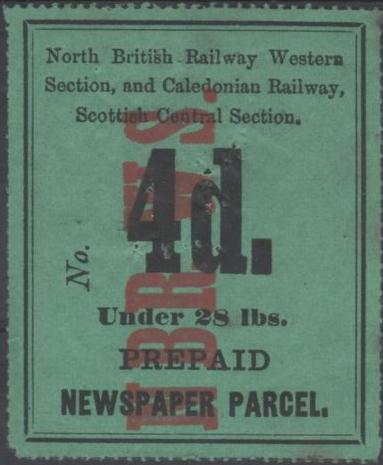 North British Railway Western
Section, and Caledonian Railway,
Scottish Central Section.
4d.
No.
Under 28 lbs.
PREPAID
NEWSPAPER PARCEL.
N.B.R.W.S.